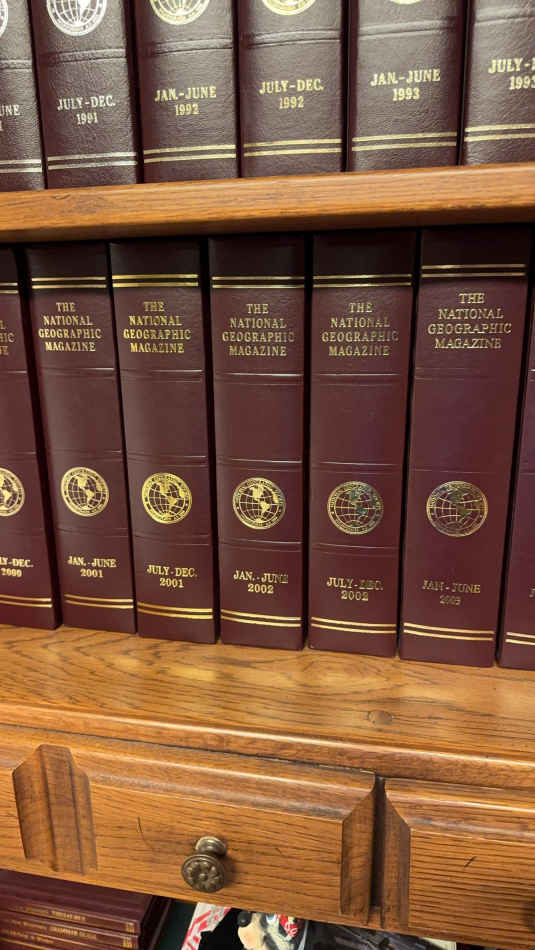 JULY-DEC.
1991
JAN.-JUNE
1992
JULY-DEC.
1992
JAN.-JUNE
1993
THE
NATIONAL
GEOGRAPHIC
MAGAZINE
JAN.-JUNE
2001
THE
NATIONAL
GEOGRAPHIC
MAGAZINE
JULY-DEC.
2001
THE
NATIONAL
GEOGRAPHIC
MAGAZINE
JAN.-JUNE
2002
THE
NATIONAL
GEOGRAPHIC
MAGAZINE
JULY-DEC.
2002
THE
NATIONAL
GEOGRAPHIC
MAGAZINE
JAN-JUNE
2003